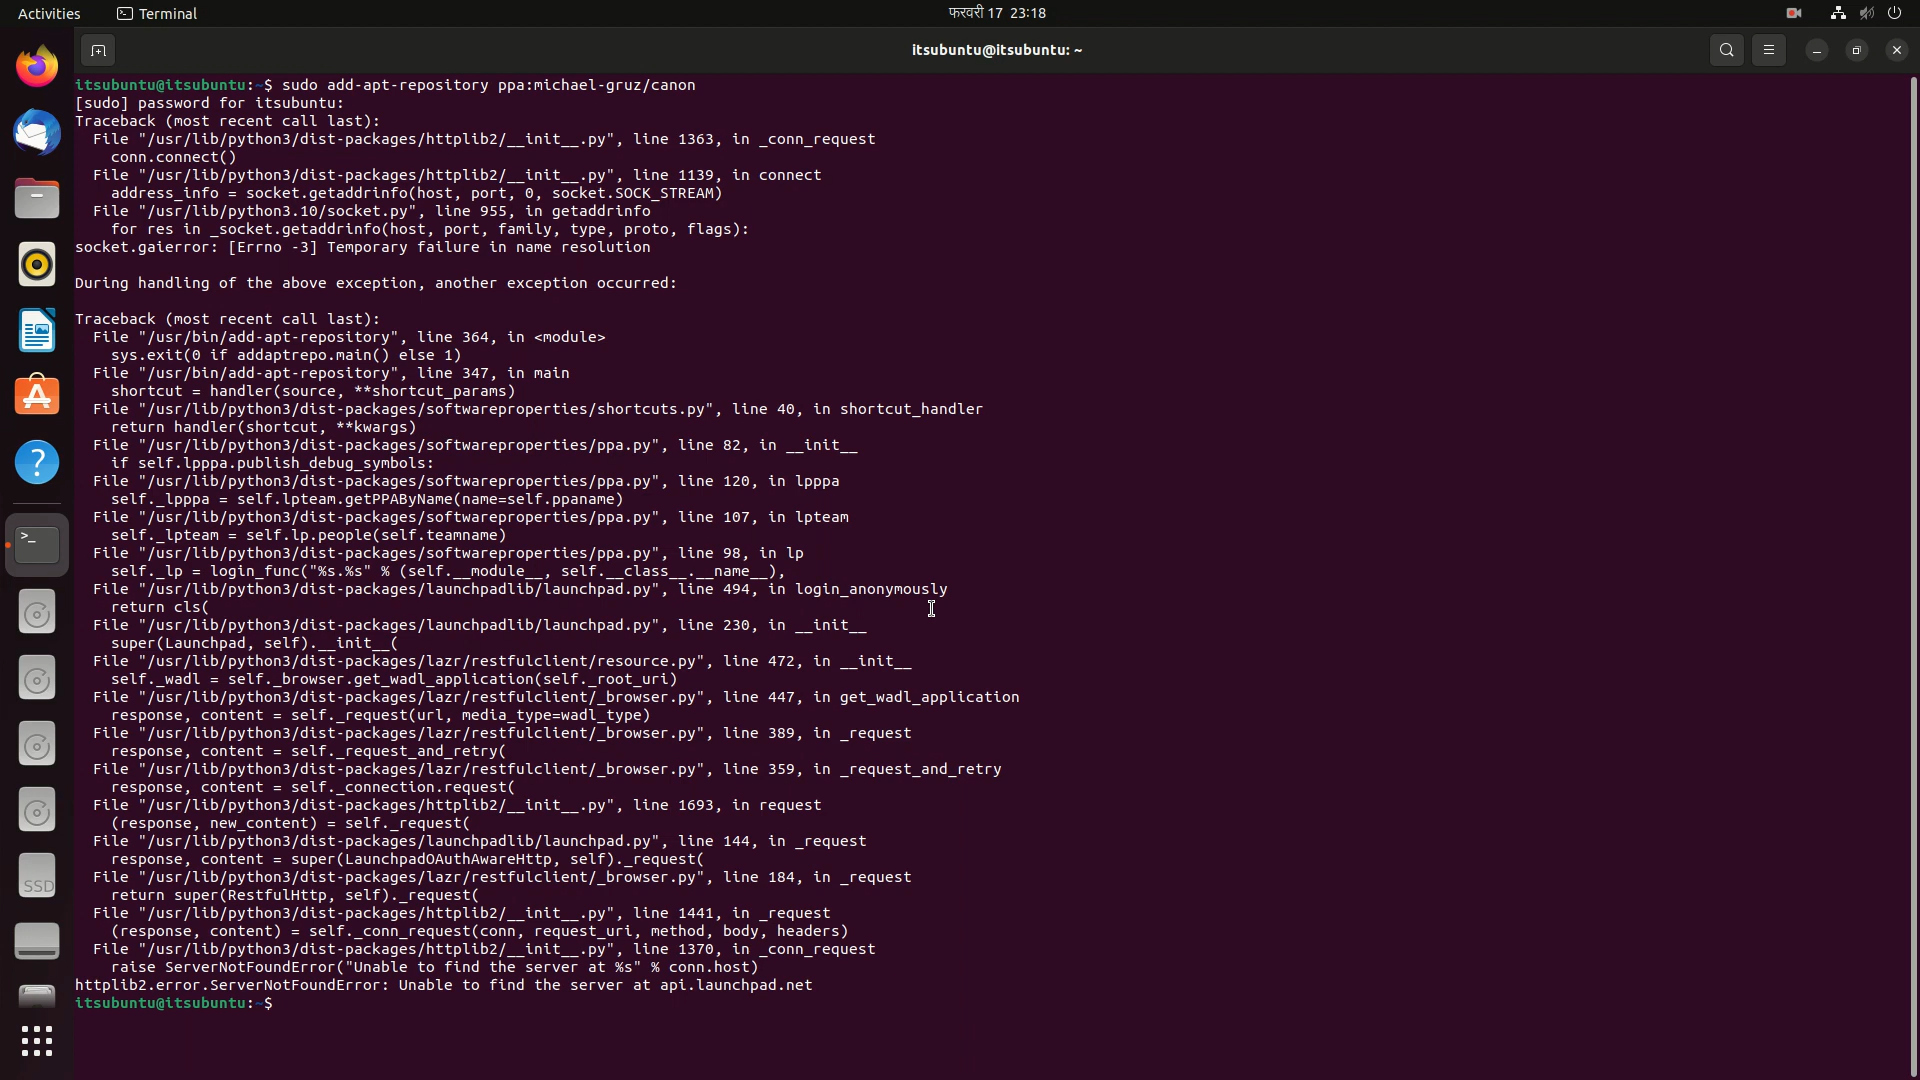 Activities
Terminal
फरवरी 17 23:18
itsubuntu@itsubuntu: ~
itsubuntu@itsubuntu:~$ sudo add-apt-repository ppa:michael-gruz/canon
[sudo] password for itsubuntu:
Traceback (most recent call last):
  File "/usr/lib/python3/dist-packages/httplib2/__init__.py", line 1363, in _conn_request
    conn.connect()
  File "/usr/lib/python3/dist-packages/httplib2/__init__.py", line 1139, in connect
    address_info = socket.getaddrinfo(host, port, 0, socket.SOCK_STREAM)
  File "/usr/lib/python3.10/socket.py", line 955, in getaddrinfo
    for res in _socket.getaddrinfo(host, port, family, type, proto, flags):
socket.gaierror: [Errno -3] Temporary failure in name resolution
During handling of the above exception, another exception occurred:
Traceback (most recent call last):
  File "/usr/bin/add-apt-repository", line 364, in <module>
    sys.exit(0 if addaptrepo.main() else 1)
  File "/usr/bin/add-apt-repository", line 347, in main
    shortcut = handler(source, **shortcut_params)
  File "/usr/lib/python3/dist-packages/softwareproperties/shortcuts.py", line 40, in shortcut_handler
    return handler(shortcut, **kwargs)
  File "/usr/lib/python3/dist-packages/softwareproperties/ppa.py", line 82, in __init__
    if self.lpppa.publish_debug_symbols:
  File "/usr/lib/python3/dist-packages/softwareproperties/ppa.py", line 120, in lpppa
    self._lpppa = self.lpteam.getPPAByName(name=self.ppaname)
  File "/usr/lib/python3/dist-packages/softwareproperties/ppa.py", line 107, in lpteam
    self._lpteam = self.lp.people(self.teamname)
  File "/usr/lib/python3/dist-packages/softwareproperties/ppa.py", line 98, in lp
    self._lp = login_func("%s.%s" % (self.__module__, self.__class__.__name__),
  File "/usr/lib/python3/dist-packages/launchpadlib/launchpad.py", line 494, in login_anonymously
    return cls(
  File "/usr/lib/python3/dist-packages/launchpadlib/launchpad.py", line 230, in __init__
    super(Launchpad, self).__init__(
  File "/usr/lib/python3/dist-packages/lazr/restfulclient/resource.py", line 472, in __init__
    self._wadl = self._browser.get_wadl_application(self._root_uri)
  File "/usr/lib/python3/dist-packages/lazr/restfulclient/_browser.py", line 447, in get_wadl_application
    response, content = self._request(url, media_type=wadl_type)
  File "/usr/lib/python3/dist-packages/lazr/restfulclient/_browser.py", line 389, in _request
    response, content = self._request_and_retry(
  File "/usr/lib/python3/dist-packages/lazr/restfulclient/_browser.py", line 359, in _request_and_retry
    response, content = self._connection.request(
  File "/usr/lib/python3/dist-packages/httplib2/__init__.py", line 1693, in request
    (response, new_content) = self._request(
  File "/usr/lib/python3/dist-packages/launchpadlib/launchpad.py", line 144, in _request
    response, content = super(LaunchpadOAuthAwareHttp, self)._request(
  File "/usr/lib/python3/dist-packages/lazr/restfulclient/_browser.py", line 184, in _request
    return super(RestfulHttp, self)._request(
  File "/usr/lib/python3/dist-packages/httplib2/__init__.py", line 1441, in _request
    (response, content) = self._conn_request(conn, request_uri, method, body, headers)
  File "/usr/lib/python3/dist-packages/httplib2/__init__.py", line 1370, in _conn_request
    raise ServerNotFoundError("Unable to find the server at %s" % conn.host)
httplib2.error.ServerNotFoundError: Unable to find the server at api.launchpad.net
itsubuntu@itsubuntu:~$
SSD